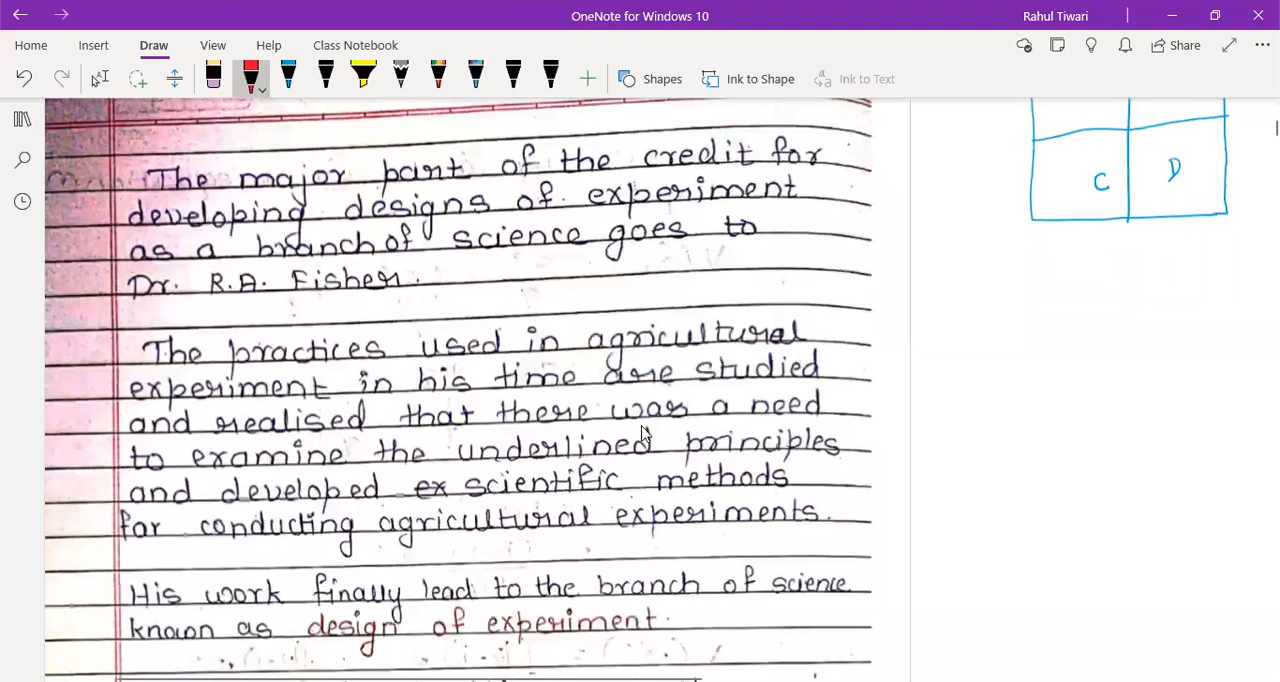 OneNote for Windows 10
Rahul Tiwari
Home Insert Draw View Help Class Notebook
Share
Shapes Ink to Shape Ink to Text
The major part of the credit for
developing designs of experiment
as a branch of science goes to
Dr. R.A. Fisher.
C D
The practices used in agricultural
experiment in his time are studied
and realised that there was a need
to examine the underlined principles
and developed ex scientific methods
for conducting agricultural experiments.
His work finally lead to the branch of science
known as design of experiment.